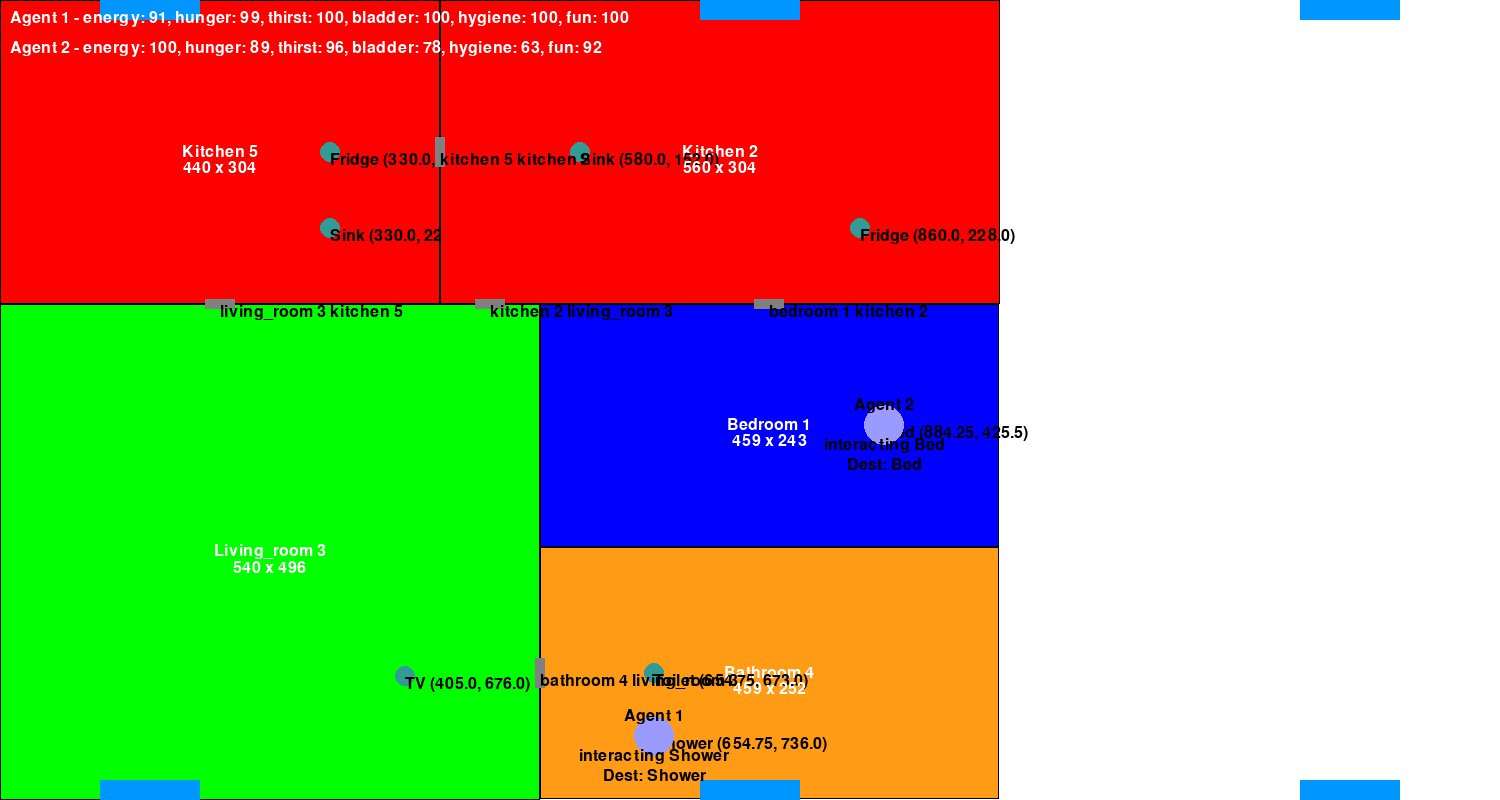 Agent 1 - energy: 91, hunger: 99, thirst: 100, bladder: 100, hygiene: 100, fun: 100
Agent 2 - energy: 100, hunger: 89, thirst: 96, bladder: 78, hygiene: 63, fun: 92
Kitchen 5
440 x 304
Fridge (330.0,
kitchen 5 kitchen 2
Sink (580.0,
Kitchen 2
560 x 304
Sink (330.0, 22
Fridge (860.0, 228.0)
living_room 3 kitchen 5
kitchen 2 living_room 3
bedroom 1 kitchen 2
Agent 2
Bedroom 1
459 x 243
(884.25, 425.5)
interacting Bed
Dest: Bed
Living_room 3
540 x 496
TV (405.0, 676.0)
bathroom 4 living_room 3
Toilet (654.75, 673.0)
Bathroom 4
459 x 252
Agent 1
(654.75, 736.0)
interacting Shower
Dest: Shower